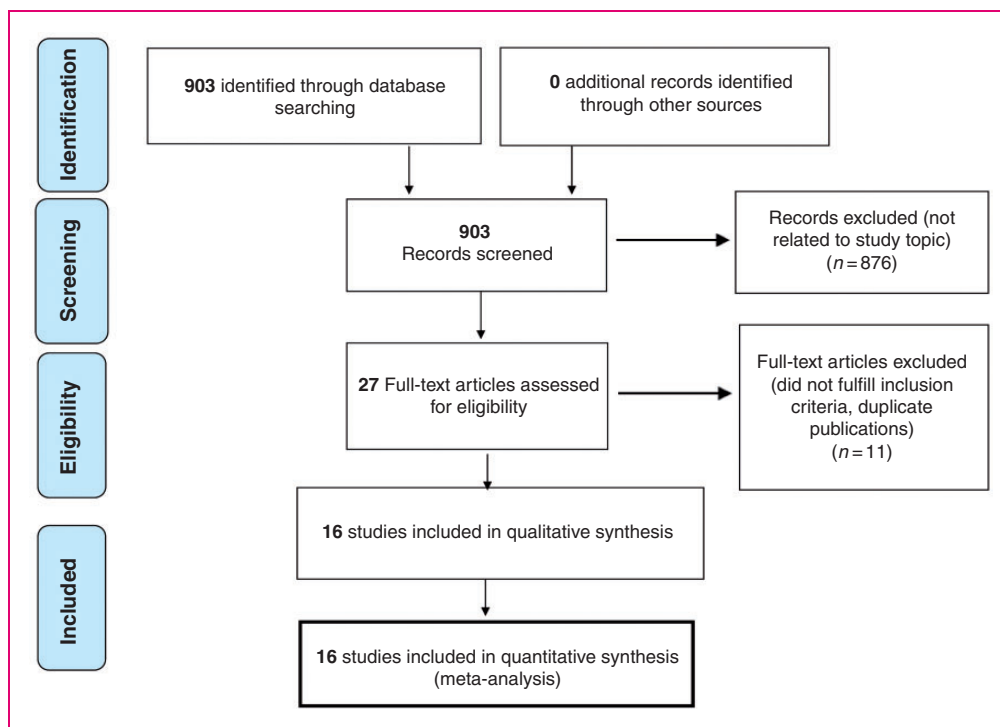 Identification
903 identified through database
searching
0 additional records identified
through other sources
Screening
903
Records screened
Records excluded (not
related to study topic)
(n=876)
Eligibility
27 Full-text articles assessed
for eligibility
Full-text articles excluded
(did not fulfill inclusion
criteria, duplicate
publications)
(n=11)
Included
16 studies included in qualitative synthesis
16 studies included in quantitative synthesis
(meta-analysis)